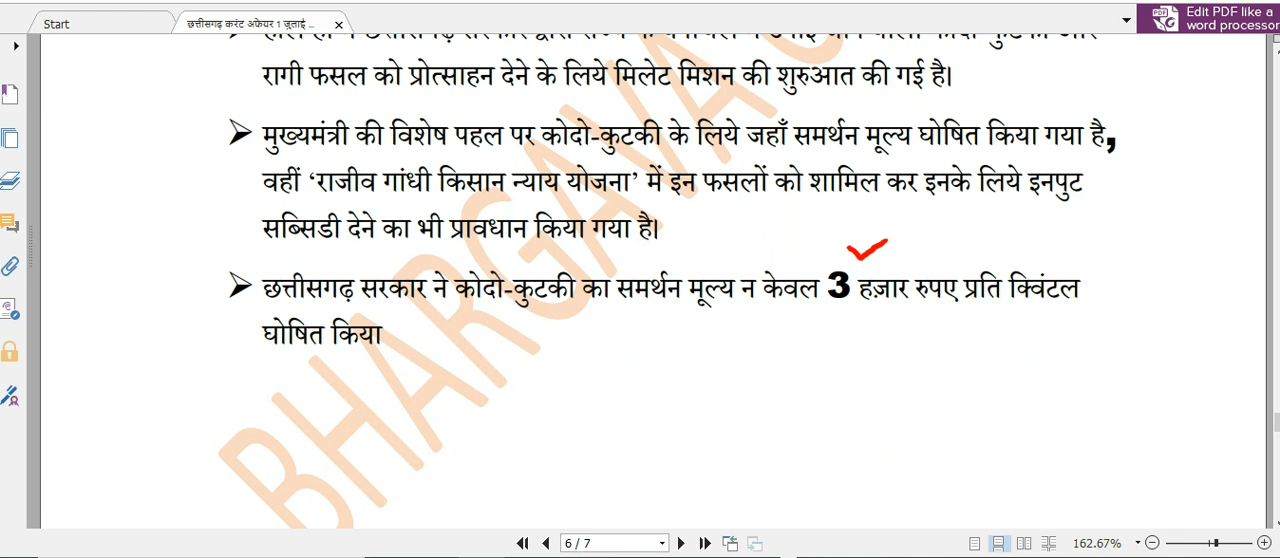 Start
छत्तीसगढ़ करंट अफेयर 1 जुलाई ...
Edit PDF like a
word processor
रागी फसल को प्रोत्साहन देने के लिये मिलेट मिशन की शुरुआत की गई है।
➤ मुख्यमंत्री की विशेष पहल पर कोदो-कुटकी के लिये जहाँ समर्थन मूल्य घोषित किया गया है,
वहीं ‘राजीव गांधी किसान न्याय योजना’ में इन फसलों को शामिल कर इनके लिये इनपुट
सब्सिडी देने का भी प्रावधान किया गया है।
➤ छत्तीसगढ़ सरकार ने कोदो-कुटकी का समर्थन मूल्य न केवल 3 हज़ार रुपए प्रति क्विंटल
घोषित किया
BHARGAVA
6 / 7
162.67%